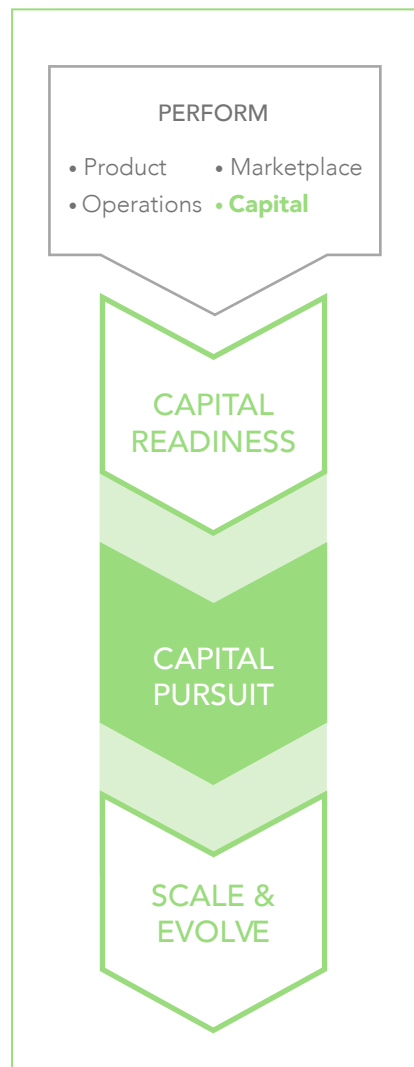 PERFORM
• Product • Marketplace
• Operations • Capital
CAPITAL
READINESS
CAPITAL
PURSUIT
SCALE &
EVOLVE